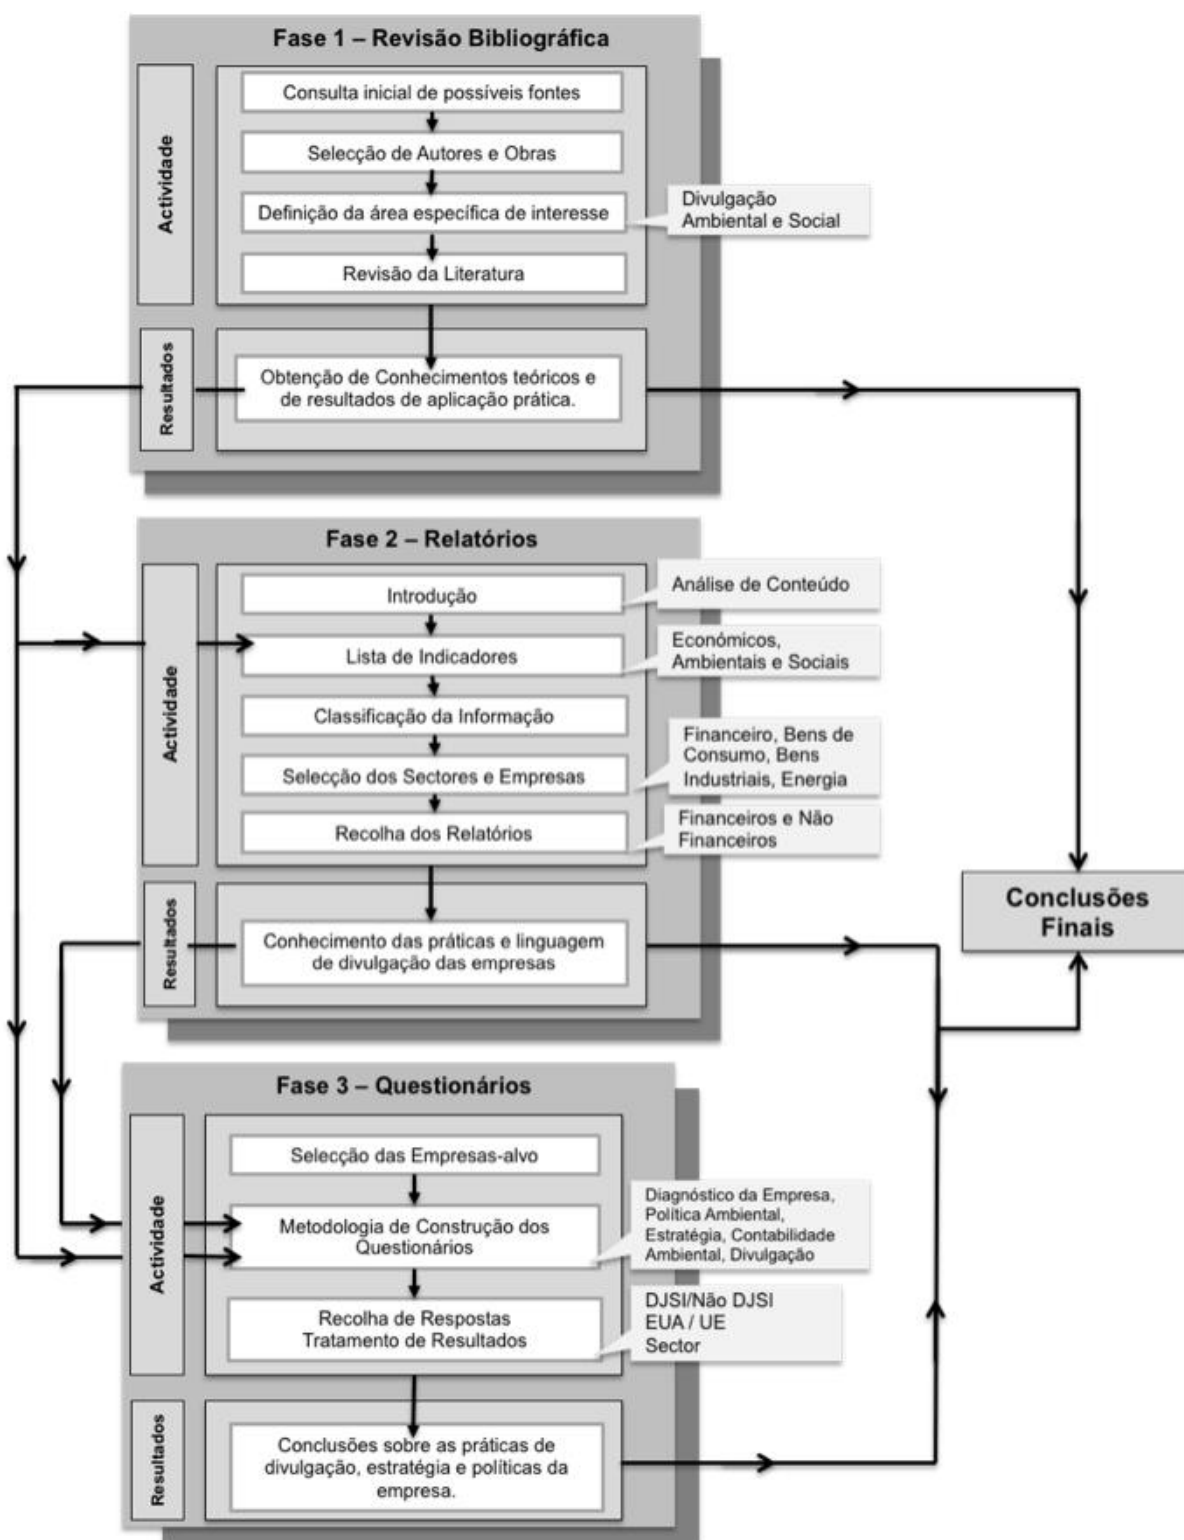 Fase 1 – Revisão Bibliográfica
Actividade
Consulta inicial de possíveis fontes
Selecção de Autores e Obras
Definição da área específica de interesse
Divulgação
Ambiental e Social
Revisão da Literatura
Resultados
Obtenção de Conhecimentos teóricos e
de resultados de aplicação prática.
Fase 2 – Relatórios
Actividade
Introdução
Análise de Conteúdo
Lista de Indicadores
Económicos,
Ambientais e Sociais
Classificação da Informação
Selecção dos Sectores e Empresas
Financeiro, Bens de
Consumo, Bens
Industriais, Energia
Recolha dos Relatórios
Financeiros e Não
Financeiros
Resultados
Conhecimento das práticas e linguagem
de divulgação das empresas
Conclusões
Finais
Fase 3 – Questionários
Actividade
Selecção das Empresas-alvo
Metodologia de Construção dos
Questionários
Diagnóstico da Empresa,
Política Ambiental,
Estratégia, Contabilidade
Ambiental, Divulgação
Recolha de Respostas
Tratamento de Resultados
DJSI/Não DJSI
EUA / UE
Sector
Resultados
Conclusões sobre as práticas de
divulgação, estratégia e políticas da
empresa.